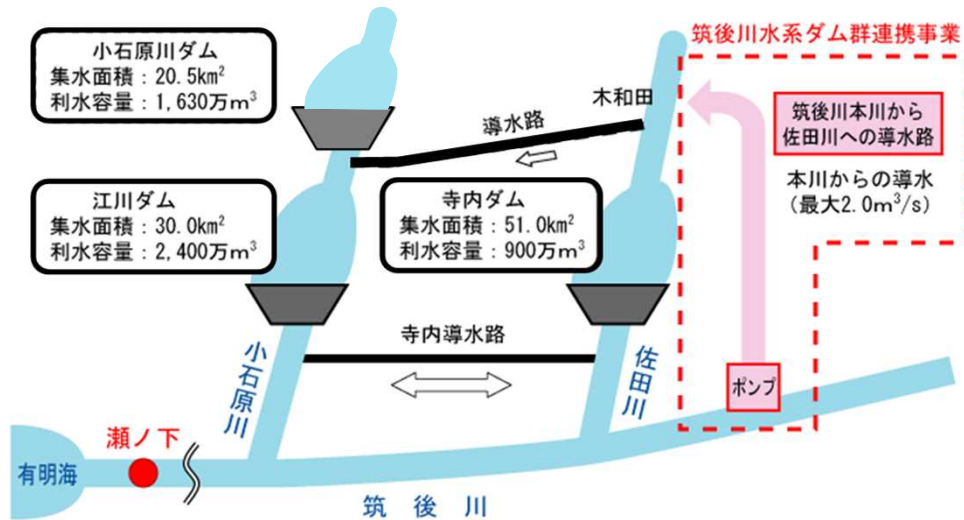 筑後川水系ダム群連携事業
小石原川ダム
集水面積：20.5km²
利水容量：1,630万m³
木和田
導水路
筑後川本川から
佐田川への導水路
本川からの導水
（最大2.0m³/s）
江川ダム
集水面積：30.0km²
利水容量：2,400万m³
寺内ダム
集水面積：51.0km²
利水容量：900万m³
寺内導水路
小石原川
佐田川
ポンプ
瀬ノ下
有明海
筑後川